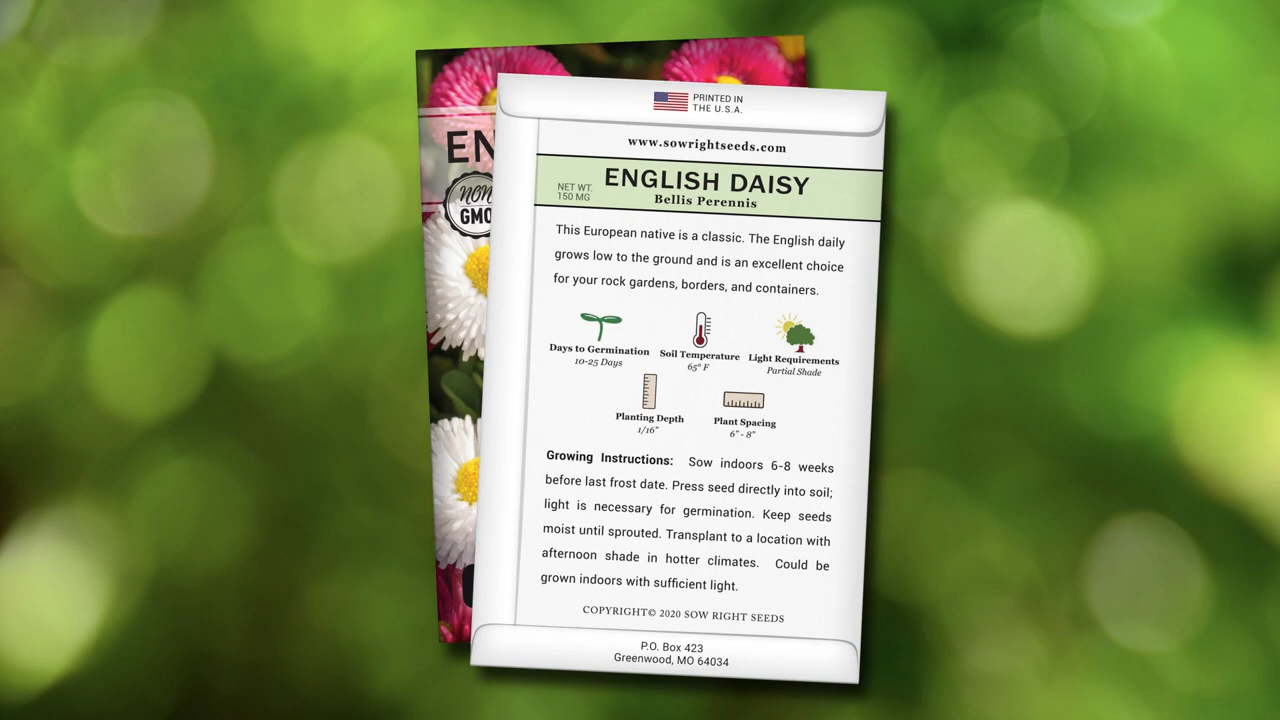 PRINTED IN
THE U.S.A.
www.sowrightseeds.com
NET WT.
150 MG
ENGLISH DAISY
Bellis Perennis
EN
non
GMO
This European native is a classic. The English daily
grows low to the ground and is an excellent choice
for your rock gardens, borders, and containers.
Days to Germination
10-25 Days
Soil Temperature
65° F
Light Requirements
Partial Shade
Planting Depth
1/16"
Plant Spacing
6" - 8"
Growing Instructions: Sow indoors 6-8 weeks
before last frost date. Press seed directly into soil;
light is necessary for germination. Keep seeds
moist until sprouted. Transplant to a location with
afternoon shade in hotter climates. Could be
grown indoors with sufficient light.
COPYRIGHT© 2020 SOW RIGHT SEEDS
P.O. Box 423
Greenwood, MO 64034